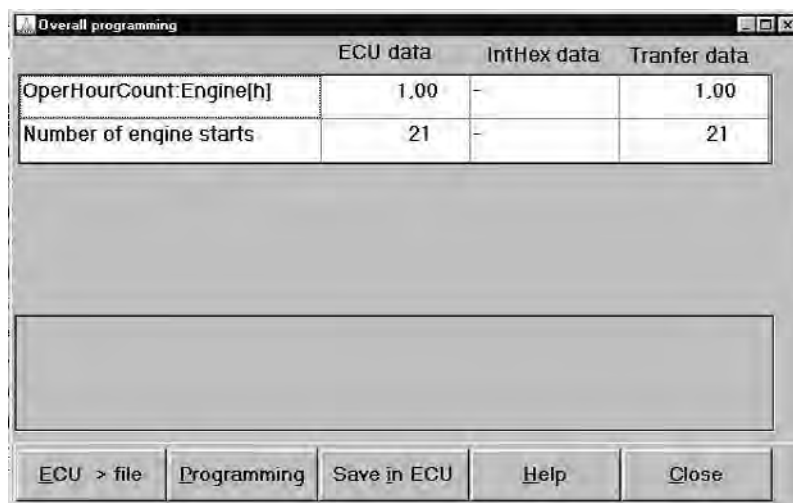 Overall programming
ECU data IntHex data Tranfer data
OperHourCount:Engine[h] 1,00 - 1,00
Number of engine starts 21 - 21
ECU > file Programming Save in ECU Help Close